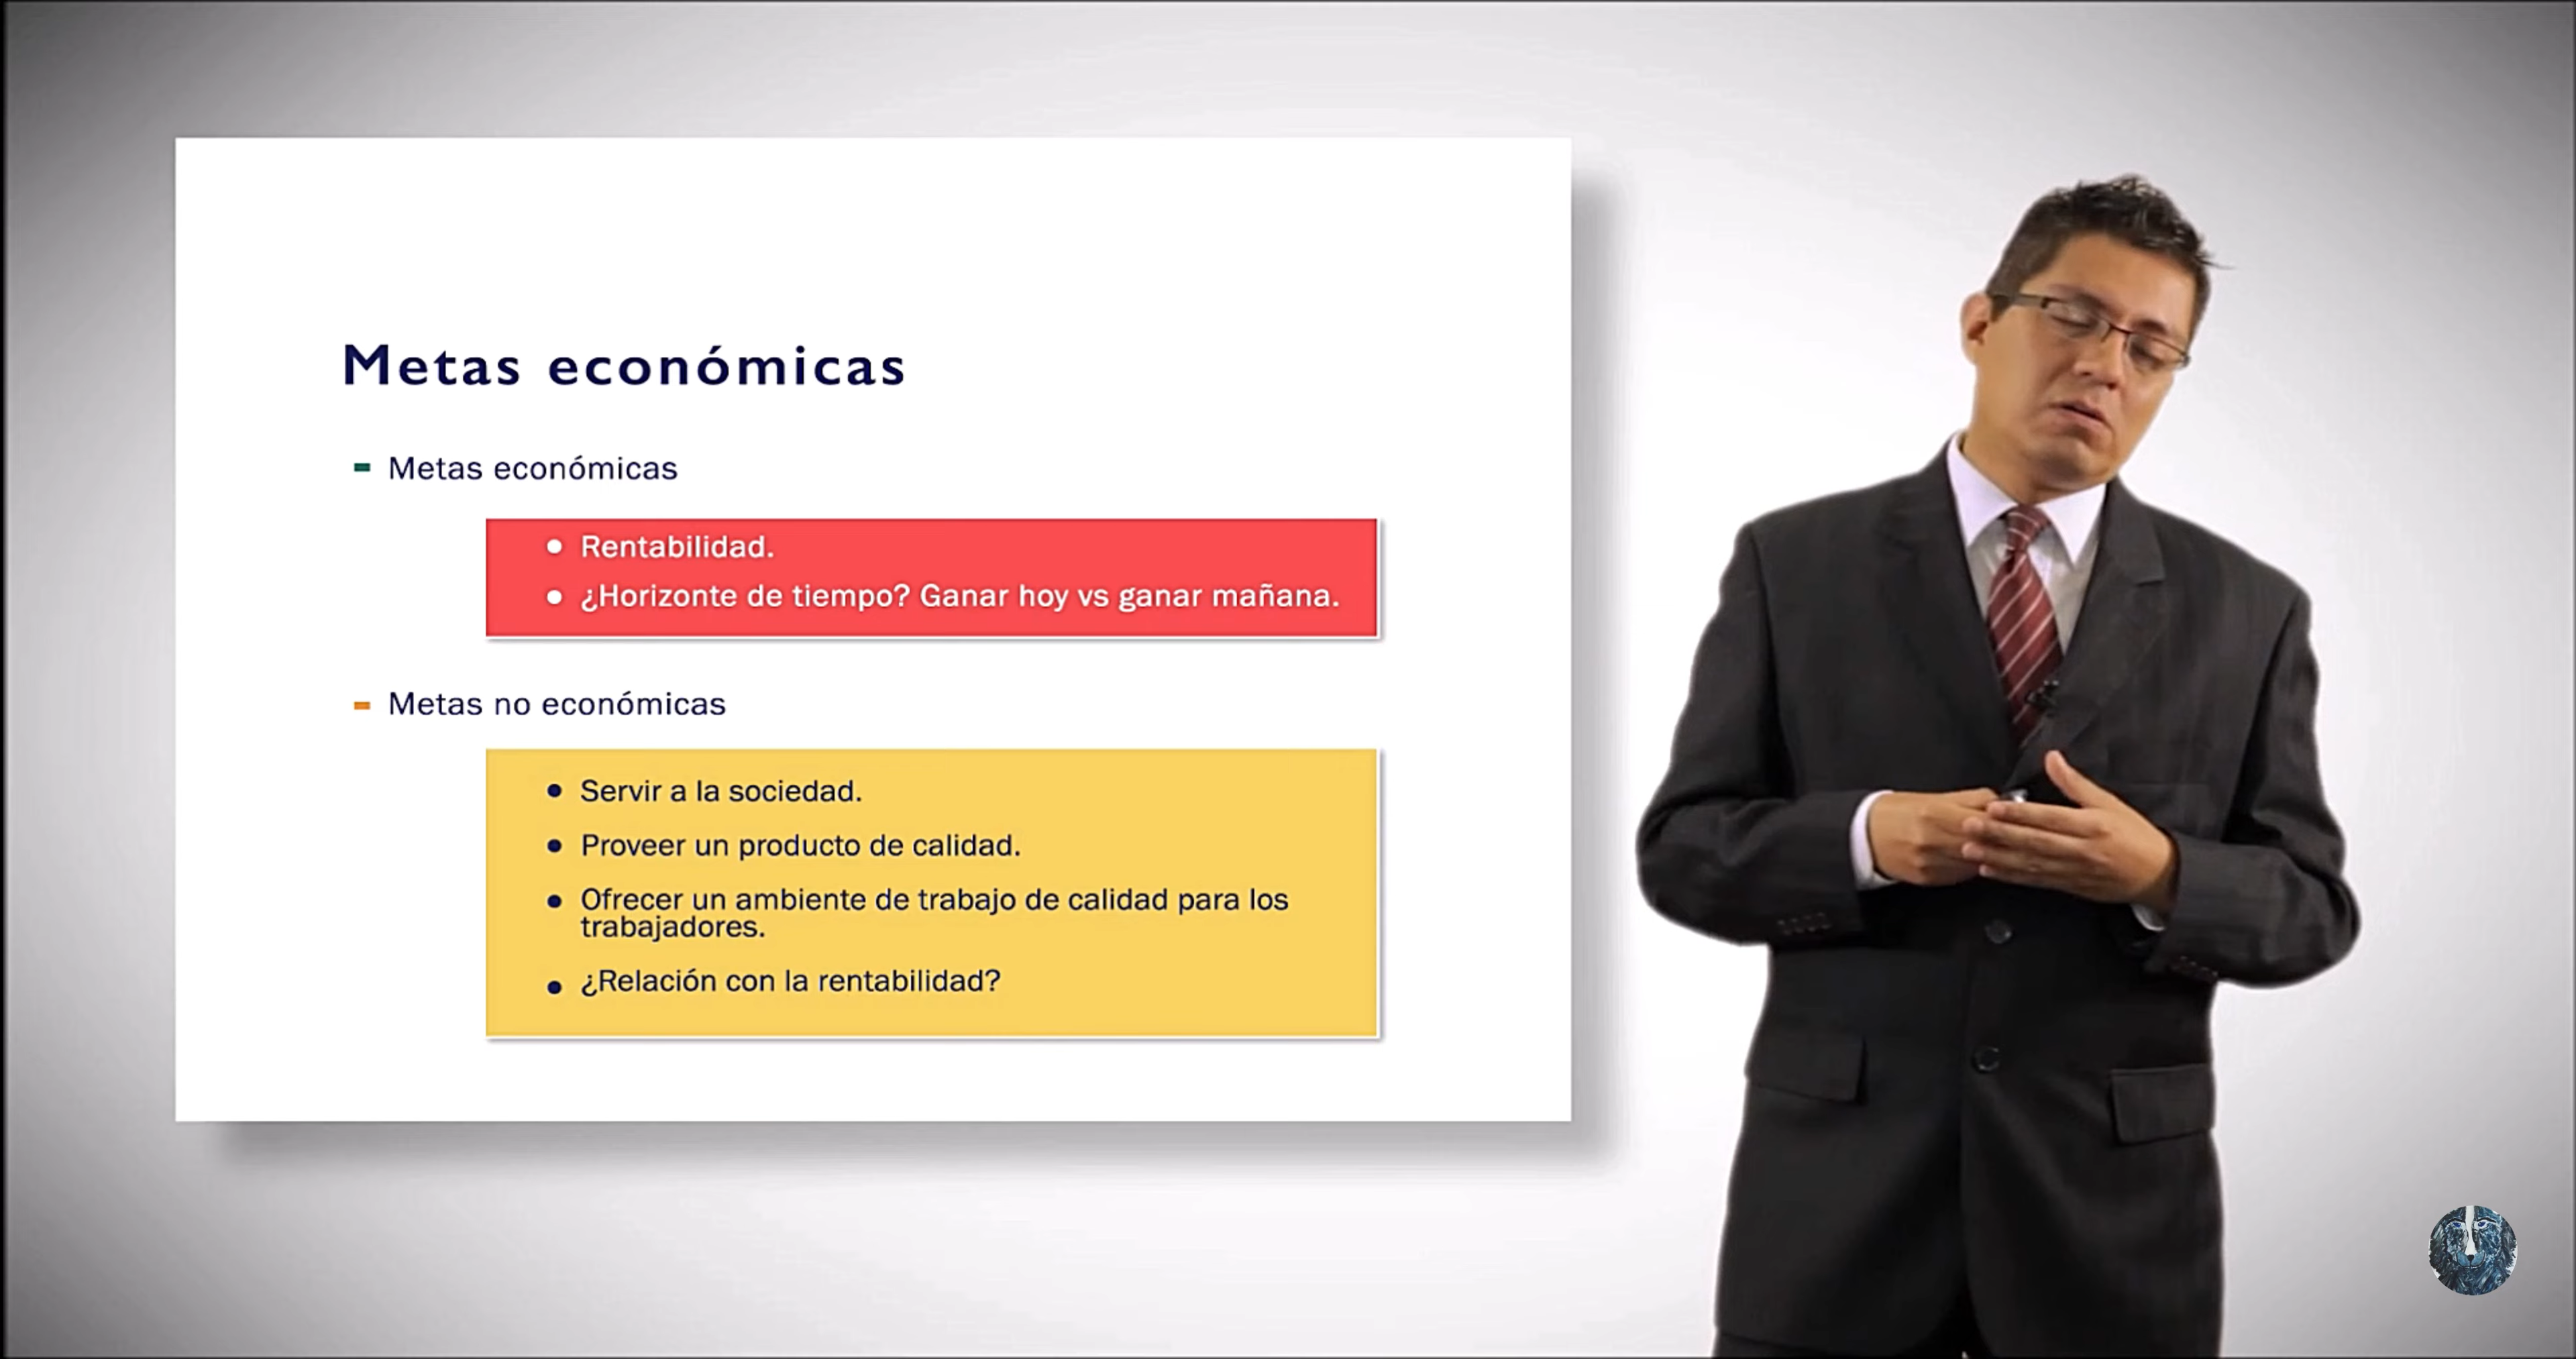 Metas económicas
Metas económicas
Rentabilidad.
¿Horizonte de tiempo? Ganar hoy vs ganar mañana.
Metas no económicas
Servir a la sociedad.
Proveer un producto de calidad.
Ofrecer un ambiente de trabajo de calidad para los
trabajadores.
¿Relación con la rentabilidad?